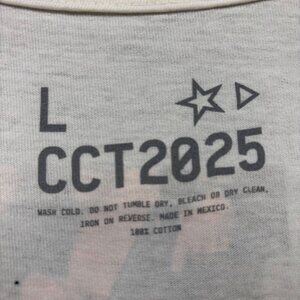 L
CCT2025
WASH COLD. DO NOT TUMBLE DRY, BLEACH OR DRY CLEAN.
IRON ON REVERSE. MADE IN MEXICO.
100% COTTON